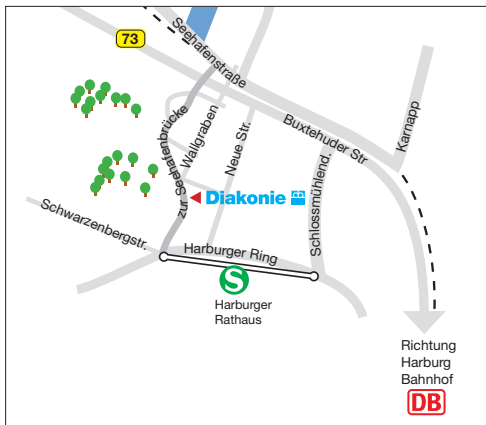 Seehafenstraße
73
Karnapp
Wallgraben
Neue Str.
Buxtehuder Str
zur Seehafenbrücke
Diakonie
Schlossmühlend.
Schwarzenbergstr.
Harburger Ring
S
Harburger
Rathaus
Richtung
Harburg
Bahnhof
DB